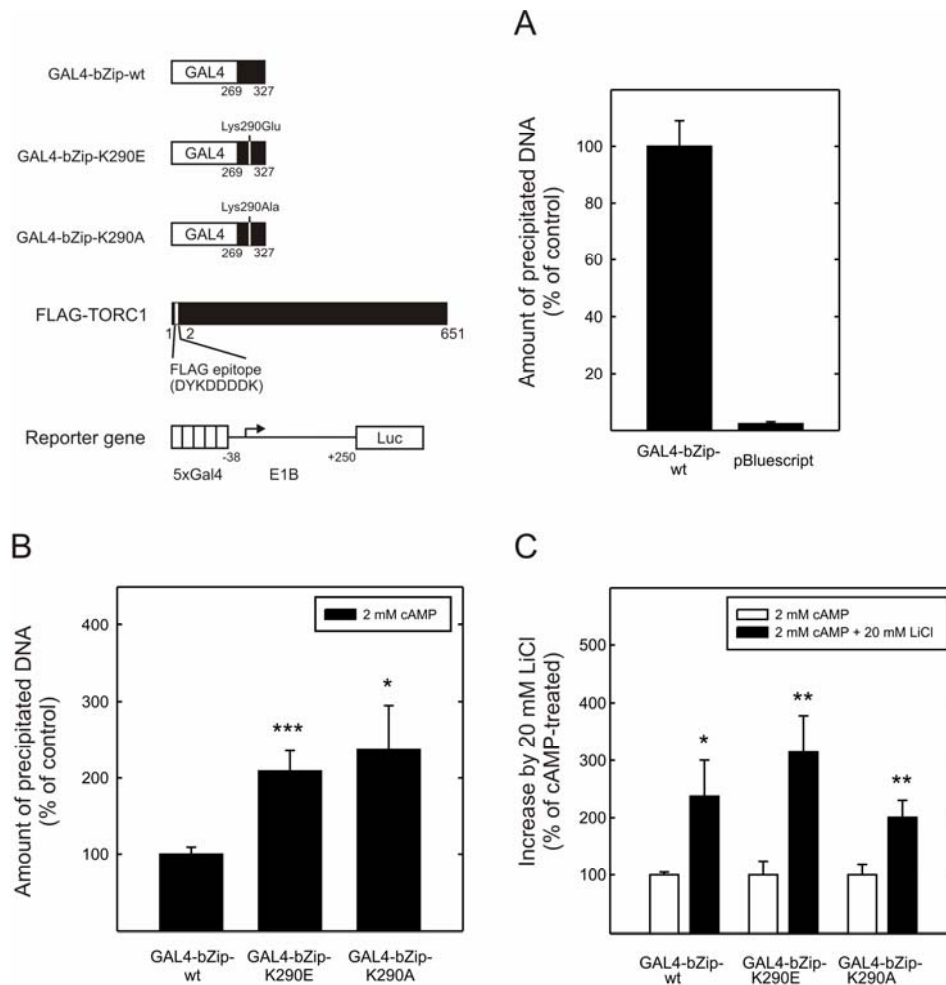 GAL4-bZip-wt
GAL4
269 327
Lys290Glu
GAL4-bZip-K290E
GAL4
269 327
Lys290Ala
GAL4-bZip-K290A
GAL4
269 327
FLAG-TORC1
1 2 651
FLAG epitope
(DYKDDDDK)
Reporter gene
Luc
-38 +250
5xGal4 E1B
A
Amount of precipitated DNA
(% of control)
100
80
60
40
20
GAL4-bZip-
wt
pBluescript
B
Amount of precipitated DNA
(% of control)
400
300
200
100
2 mM cAMP
***
*
GAL4-bZip-
wt
GAL4-bZip-
K290E
GAL4-bZip-
K290A
C
Increase by 20 mM LiCl
(% of cAMP-treated)
500
400
300
200
100
2 mM cAMP
2 mM cAMP + 20 mM LiCl
*
**
**
GAL4-bZip-
wt
GAL4-bZip-
K290E
GAL4-bZip-
K290A